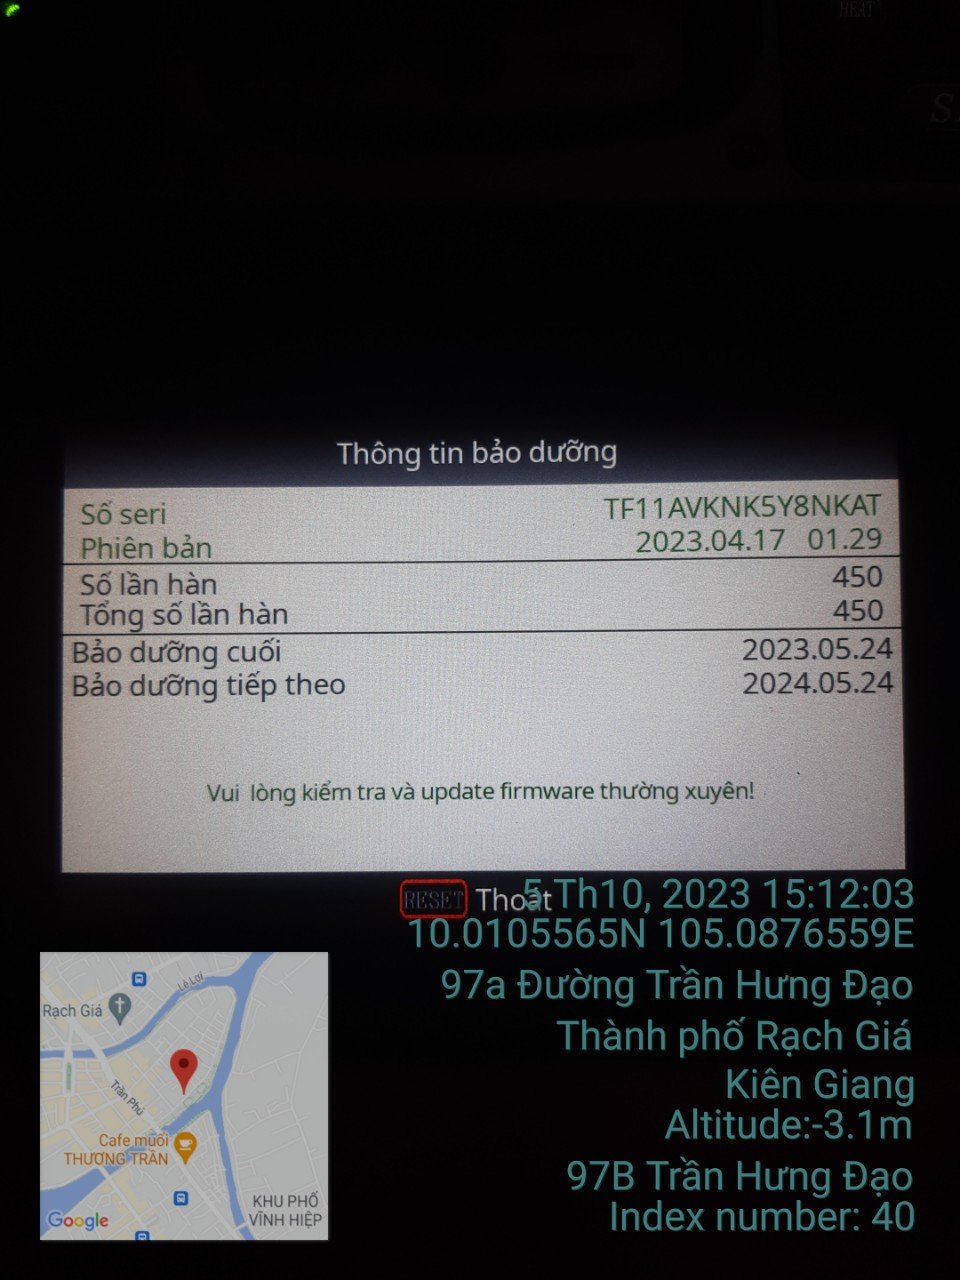 HEAT
Thông tin bảo dưỡng
Số seri TF11AVKNK5Y8NKAT
Phiên bản 2023.04.17 01.29
Số lần hàn 450
Tổng số lần hàn 450
Bảo dưỡng cuối 2023.05.24
Bảo dưỡng tiếp theo 2024.05.24
Vui lòng kiểm tra và update firmware thường xuyên!
RESET Thoát
5 Th10, 2023 15:12:03
10.0105565N 105.0876559E
97a Đường Trần Hưng Đạo
Thành phố Rạch Giá
Kiên Giang
Altitude:-3.1m
97B Trần Hưng Đạo
Index number: 40
Lê Lợi
Rạch Giá
Trần Phú
Cafe muối
THƯƠNG TRẦN
KHU PHỐ
VĨNH HIỆP
Google